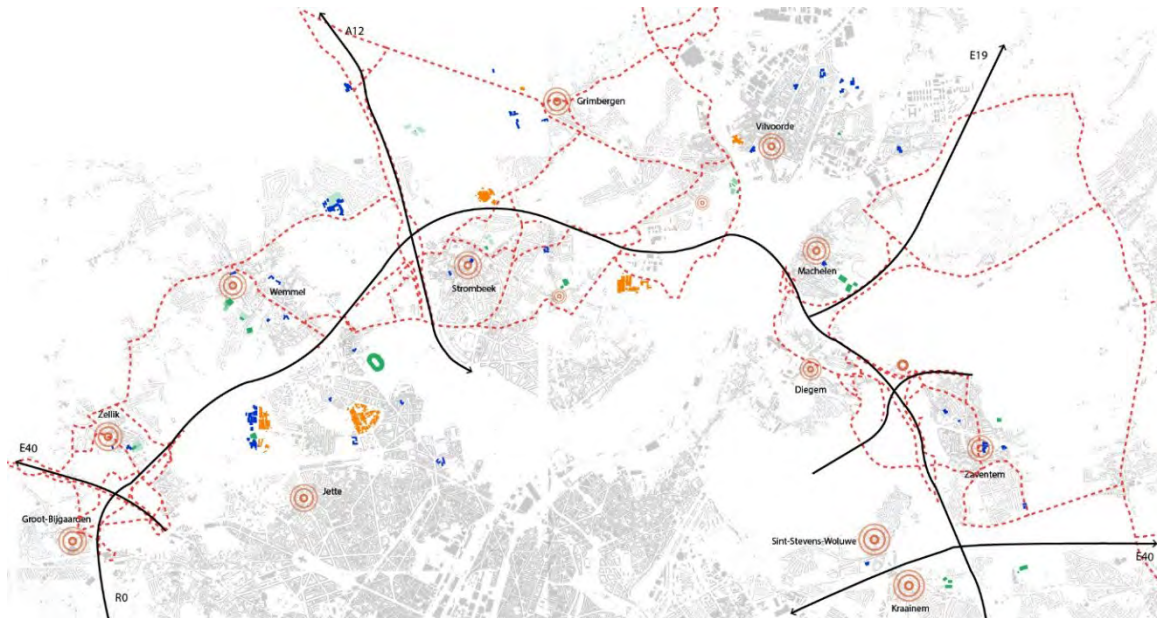 A12
E19
Grimbergen
Vilvoorde
Machelen
Strombeek
Wemmel
Diegem
Zellik
E40
Zaventem
Jette
Groot-Bijgaarden
Sint-Stevens-Woluwe
E40
R0
Kraainem